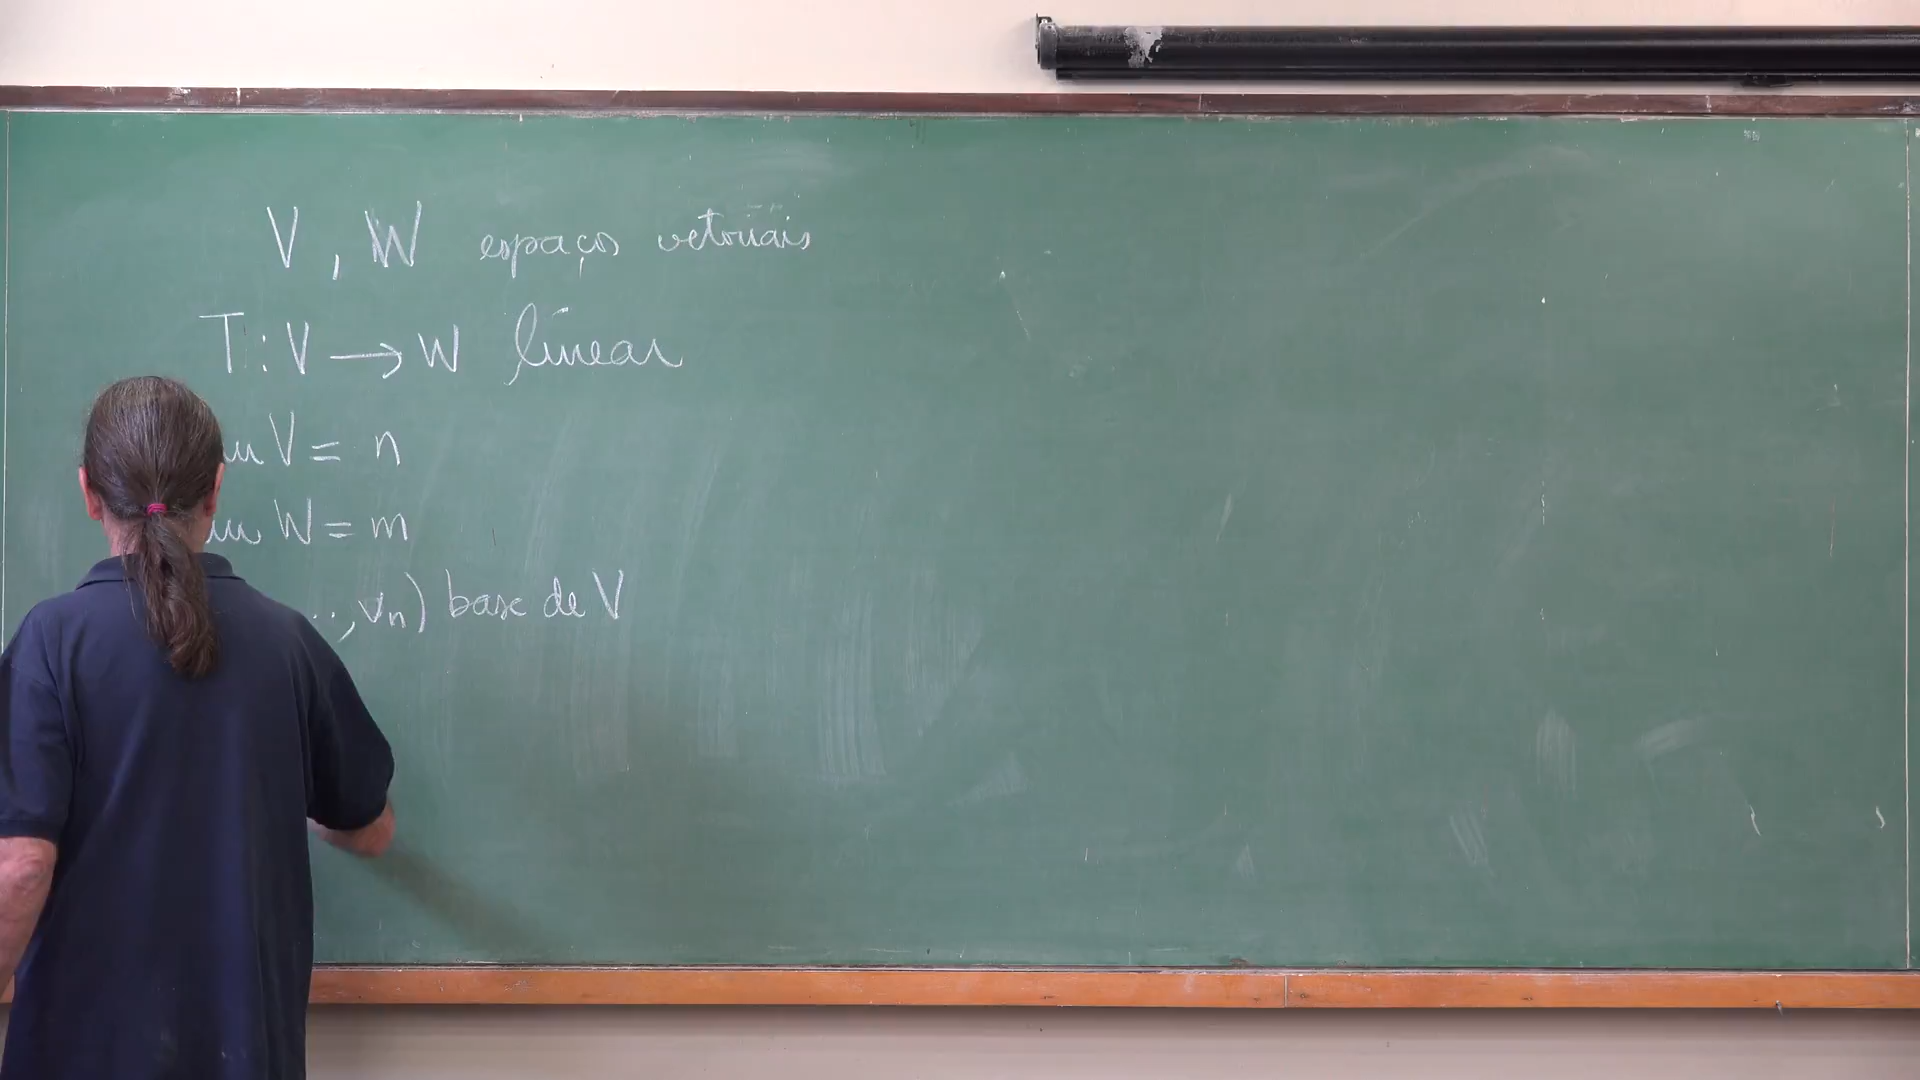 V, W espaços vetoriais
T: V → W linear
V = n
W = m
..., vn) base de V